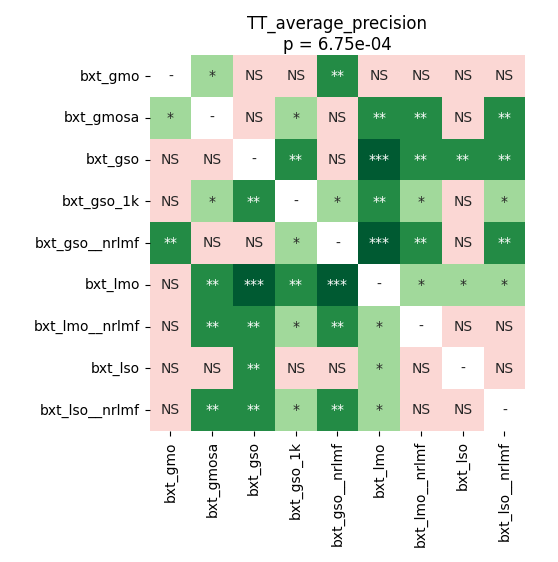 TT_average_precision
p = 6.75e-04
bxt_gmo - * NS NS ** NS NS NS NS
bxt_gmosa * - NS * NS ** ** NS **
bxt_gso NS NS - ** NS *** ** ** **
bxt_gso_1k NS * ** - * ** * NS *
bxt_gso__nrlmf ** NS NS * - *** ** NS **
bxt_lmo NS ** *** ** *** - * * *
bxt_lmo__nrlmf NS ** ** * ** * - NS NS
bxt_lso NS NS ** NS NS * NS - NS
bxt_lso__nrlmf NS ** ** * ** * NS NS -
bxt_gmo
bxt_gmosa
bxt_gso
bxt_gso_1k
bxt_gso__nrlmf
bxt_lmo
bxt_lmo__nrlmf
bxt_lso
bxt_lso__nrlmf